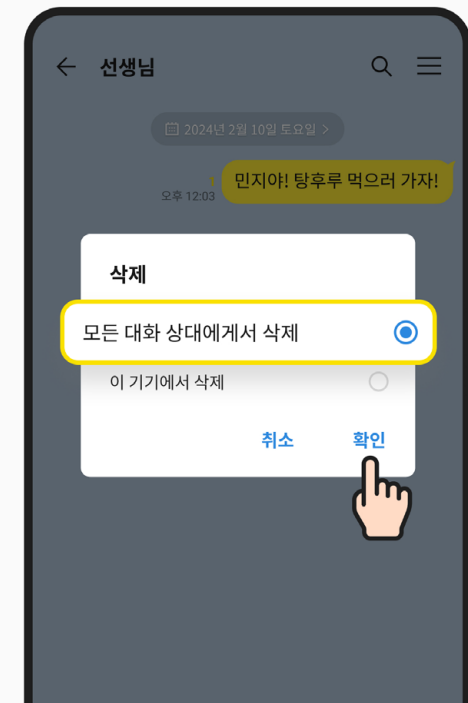 선생님
2024년 2월 10일 토요일 >
1
오후 12:03
민지야! 탕후루 먹으러 가자!
삭제
모든 대화 상대에게서 삭제
이 기기에서 삭제
취소 확인